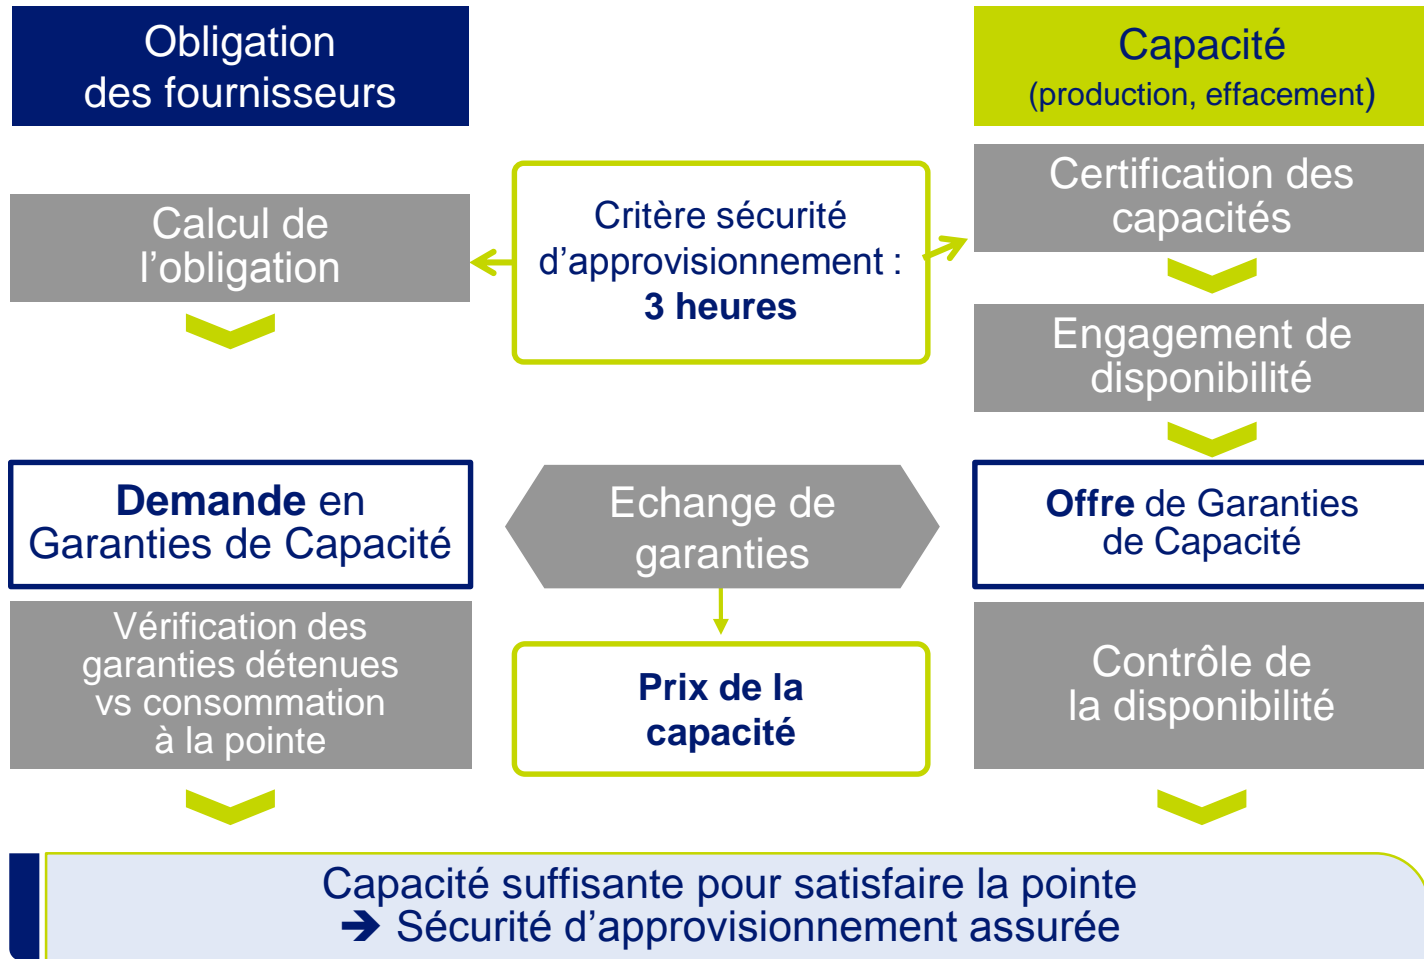 Obligation
des fournisseurs
Capacité
(production, effacement)
Calcul de
l’obligation
Critère sécurité
d’approvisionnement :
3 heures
Certification des
capacités
Engagement de
disponibilité
Demande en
Garanties de Capacité
Echange de
garanties
Offre de Garanties
de Capacité
Vérification des
garanties détenues
vs consommation
à la pointe
Prix de la
capacité
Contrôle de
la disponibilité
Capacité suffisante pour satisfaire la pointe
➔ Sécurité d’approvisionnement assurée